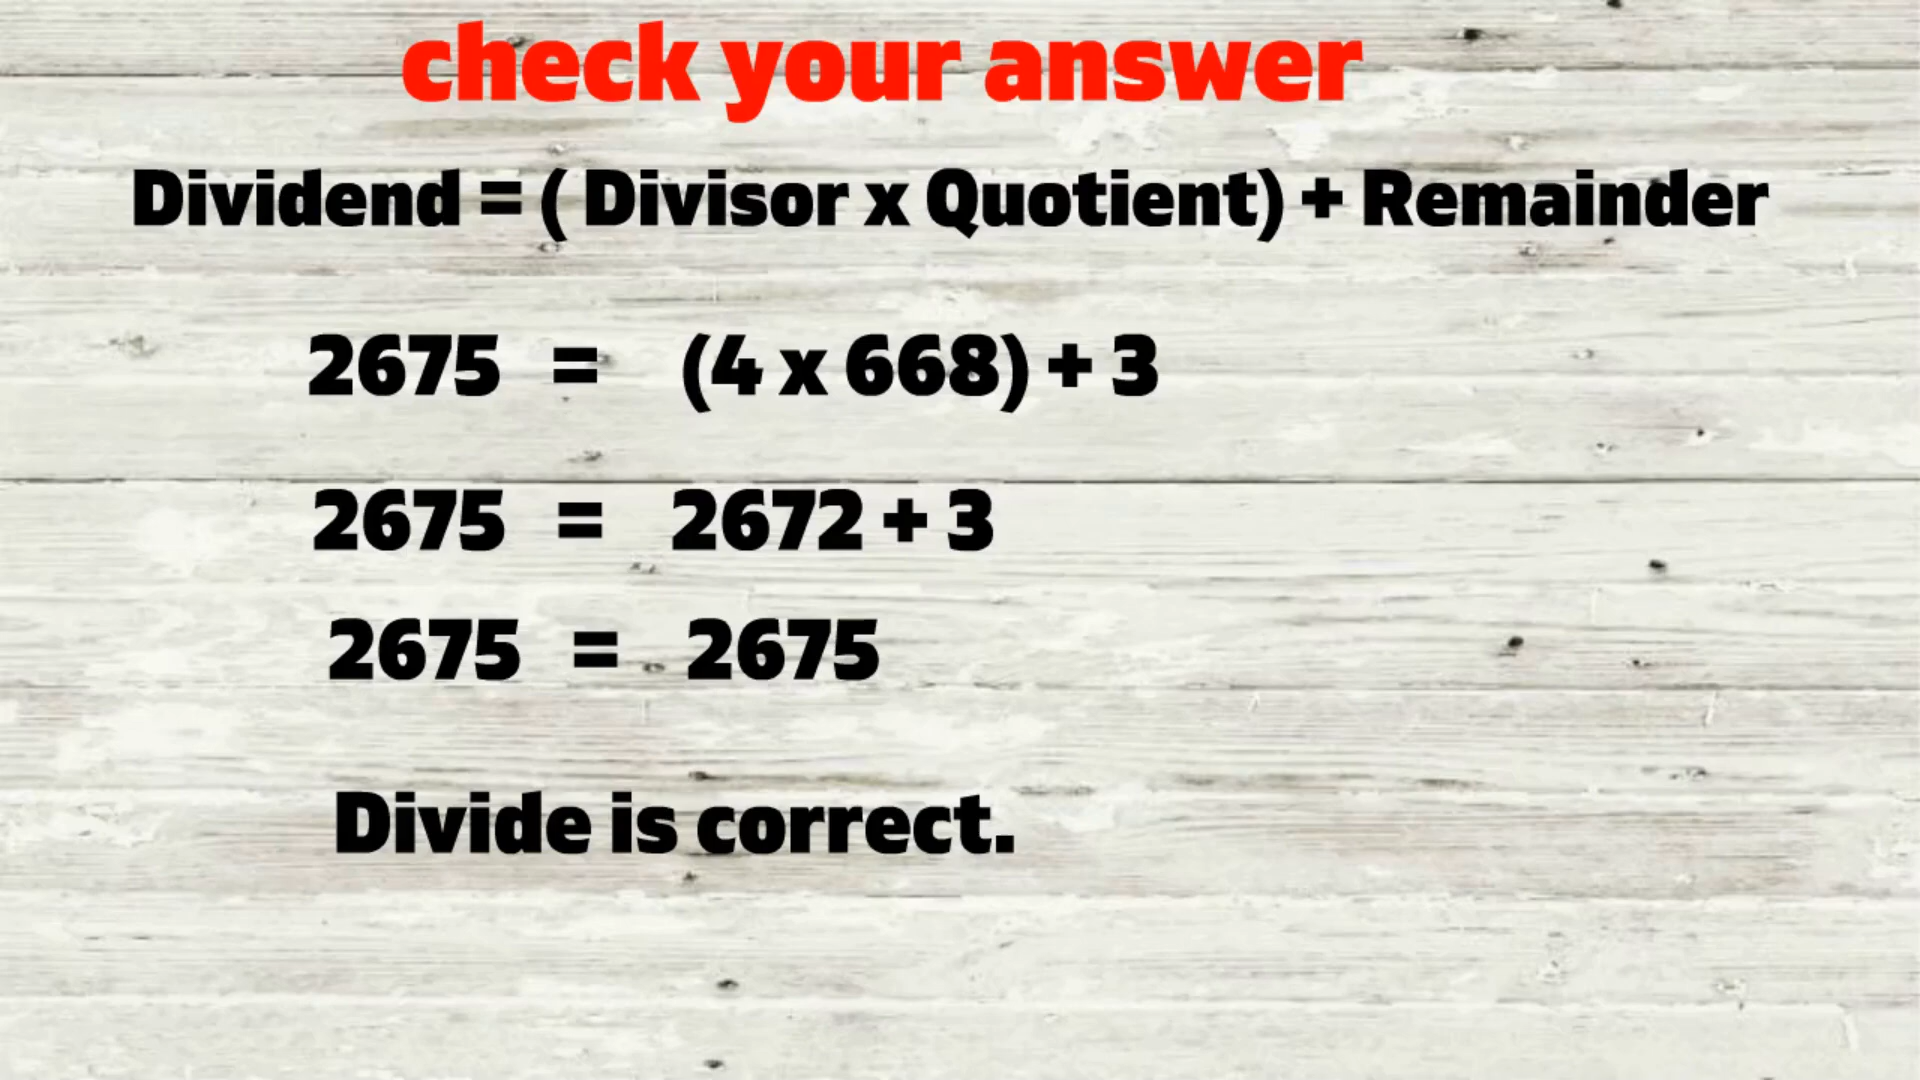 check your answer
Dividend = ( Divisor x Quotient) + Remainder
2675 = (4 x 668) + 3
2675 = 2672 + 3
2675 = 2675
Divide is correct.